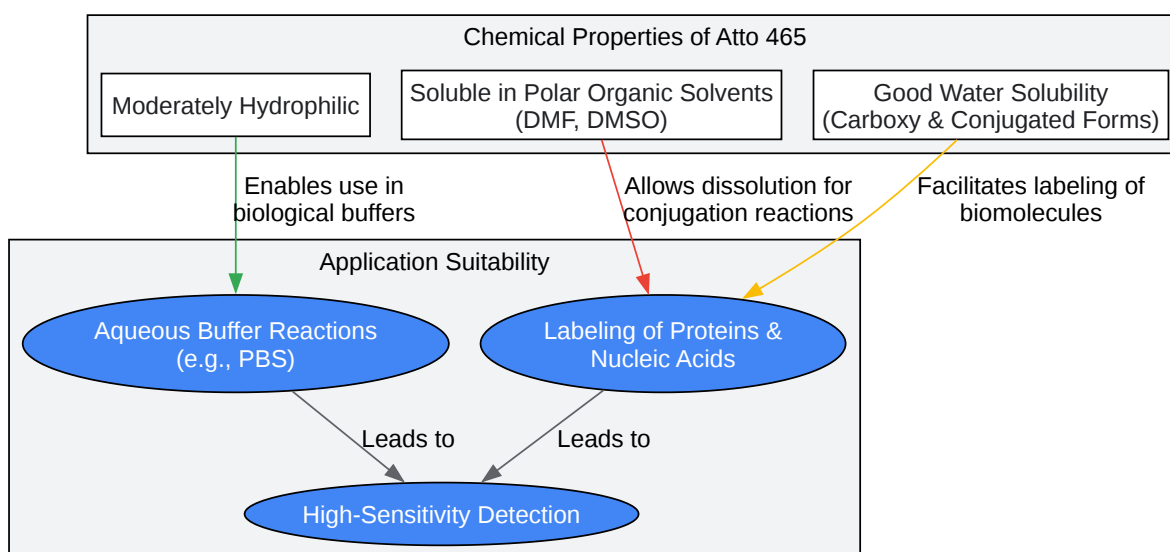 Chemical Properties of Atto 465
Moderately Hydrophilic
Soluble in Polar Organic Solvents
(DMF, DMSO)
Good Water Solubility
(Carboxy & Conjugated Forms)
Enables use in
biological buffers
Allows dissolution for
conjugation reactions
Facilitates labeling of
biomolecules
Application Suitability
Aqueous Buffer Reactions
(e.g., PBS)
Labeling of Proteins &
Nucleic Acids
Leads to
Leads to
High-Sensitivity Detection